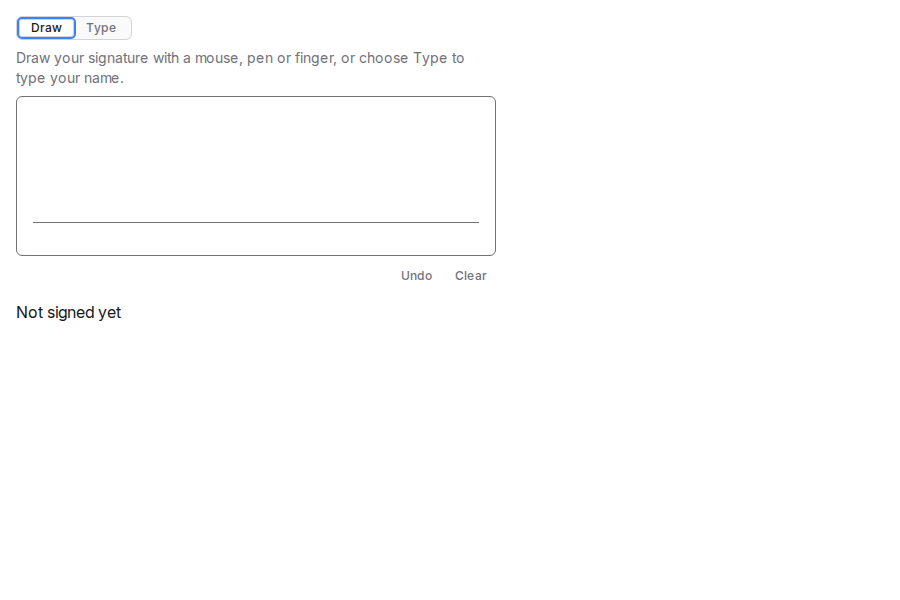 Draw Type
Draw your signature with a mouse, pen or finger, or choose Type to
type your name.
Undo Clear
Not signed yet